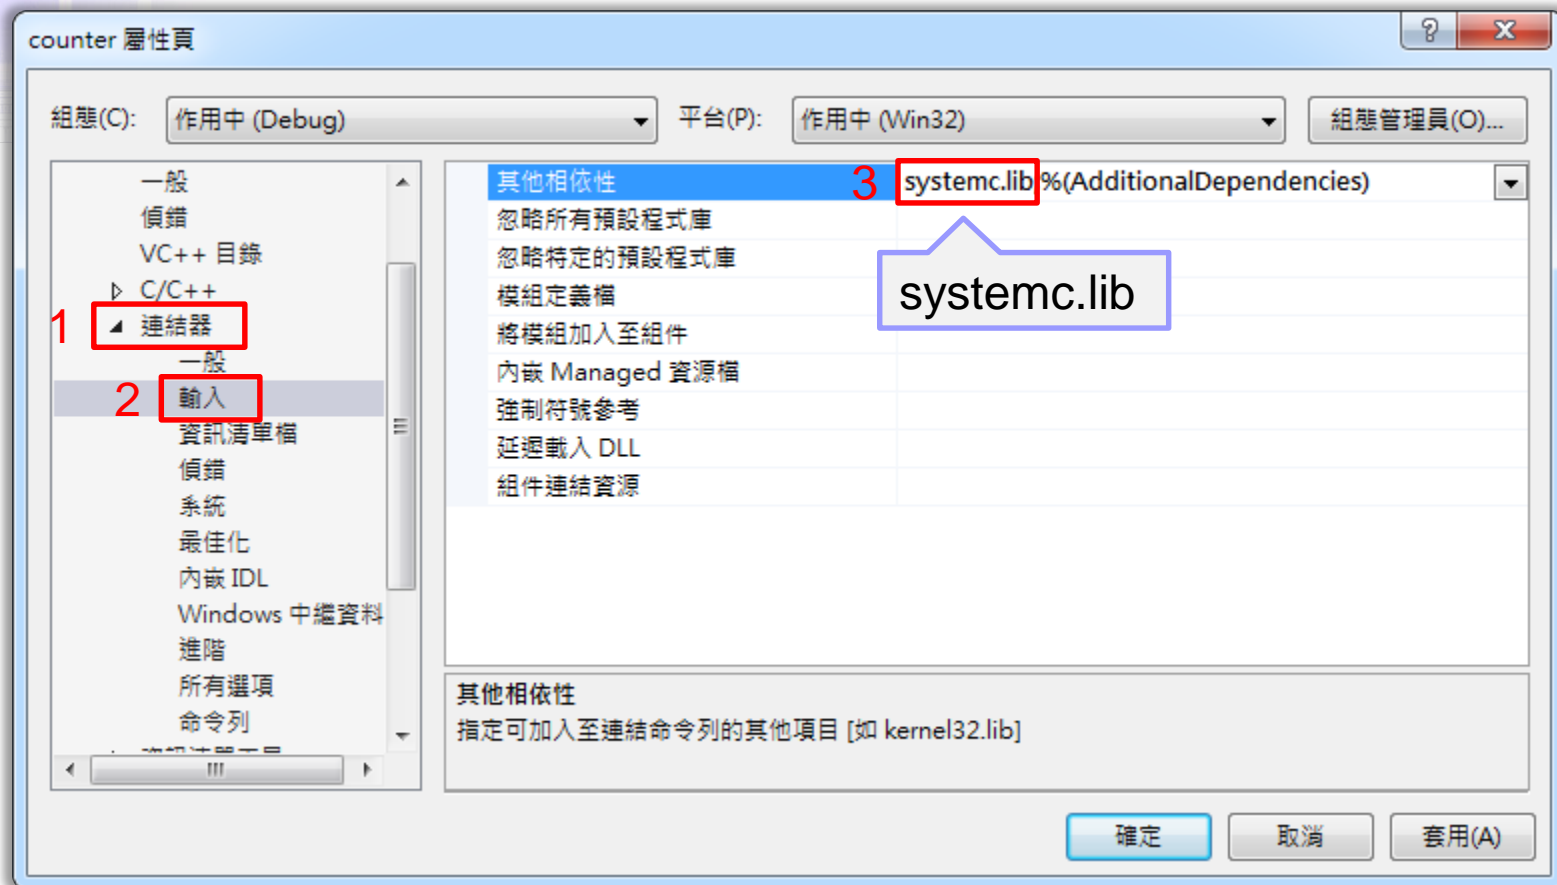 counter 屬性頁
組態(C): 作用中 (Debug) 平台(P): 作用中 (Win32) 組態管理員(O)...
一般
偵錯
VC++ 目錄
C/C++
1 連結器
一般
2 輸入
資訊清單檔
偵錯
系統
最佳化
內嵌 IDL
Windows 中繼資料
進階
所有選項
命令列
其他相依性 3 systemc.lib %(AdditionalDependencies)
忽略所有預設程式庫
忽略特定的預設程式庫
模組定義檔
將模組加入至組件
內嵌 Managed 資源檔
強制符號參考
延遲載入 DLL
組件連結資源
systemc.lib
其他相依性
指定可加入至連結命令列的其他項目 [如 kernel32.lib]
確定 取消 套用(A)